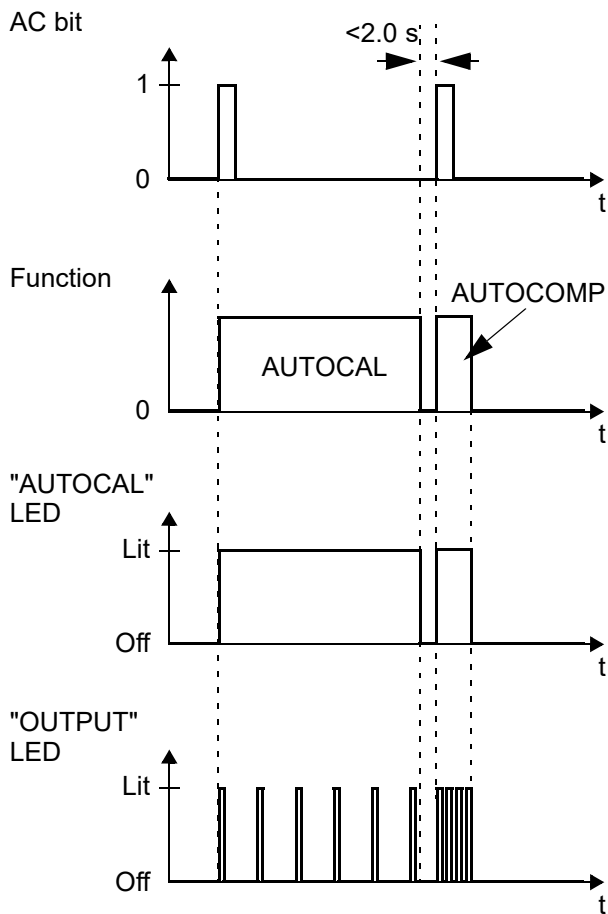 AC bit
<2.0 s
1
0
t
Function
AUTOCOMP
AUTOCAL
0
t
"AUTOCAL"
LED
Lit
Off
t
"OUTPUT"
LED
Lit
Off
t